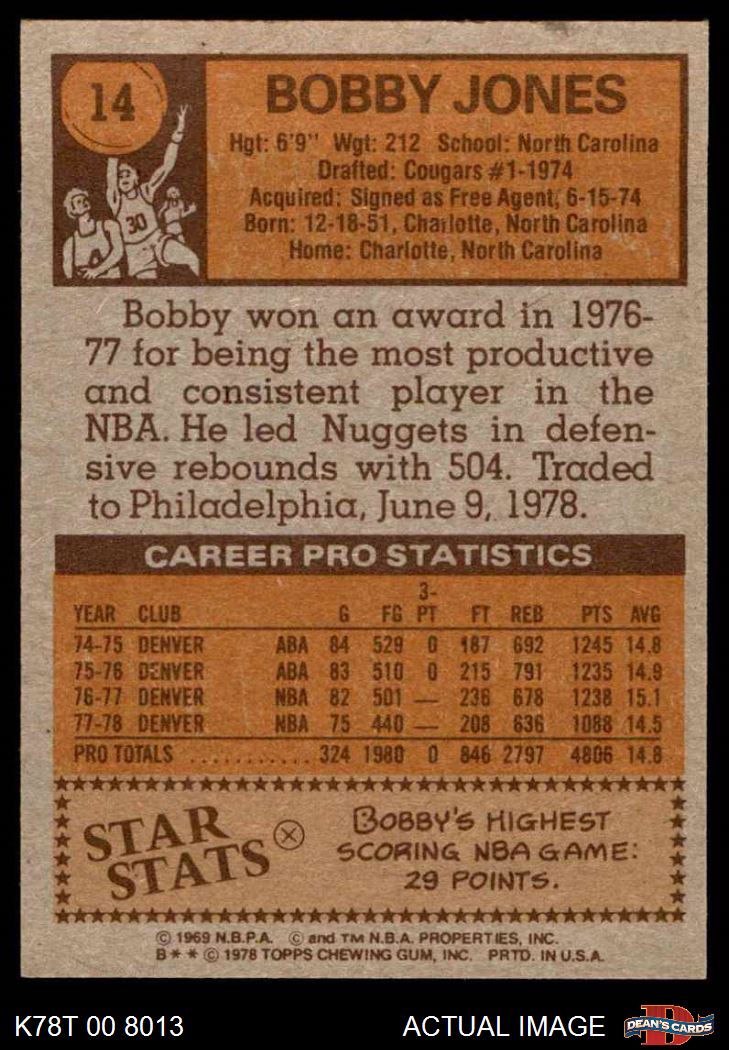 14
BOBBY JONES
Hgt: 6'9" Wgt: 212 School: North Carolina
Drafted: Cougars #1-1974
Acquired: Signed as Free Agent, 6-15-74
Born: 12-18-51, Charlotte, North Carolina
Home: Charlotte, North Carolina
30
Bobby won an award in 1976-
77 for being the most productive
and consistent player in the
NBA. He led Nuggets in defen-
sive rebounds with 504. Traded
to Philadelphia, June 9, 1978.
CAREER PRO STATISTICS
YEAR CLUB G FG 3-PT FT REB PTS AVG
74-75 DENVER ABA 84 529 0 187 692 1245 14.8
75-76 DENVER ABA 83 510 0 215 791 1235 14.9
76-77 DENVER NBA 82 501 — 236 678 1238 15.1
77-78 DENVER NBA 75 440 — 208 636 1088 14.5
PRO TOTALS ........... 324 1980 0 846 2797 4806 14.8
STAR STATS
BOBBY'S HIGHEST
SCORING NBA GAME:
29 POINTS.
© 1969 N.B.P.A. © and TM N.B.A. PROPERTIES, INC.
B** © 1978 TOPPS CHEWING GUM, INC. PRTD. IN U.S.A.
K78T 00 8013 ACTUAL IMAGE
D
DEAN'S CARDS